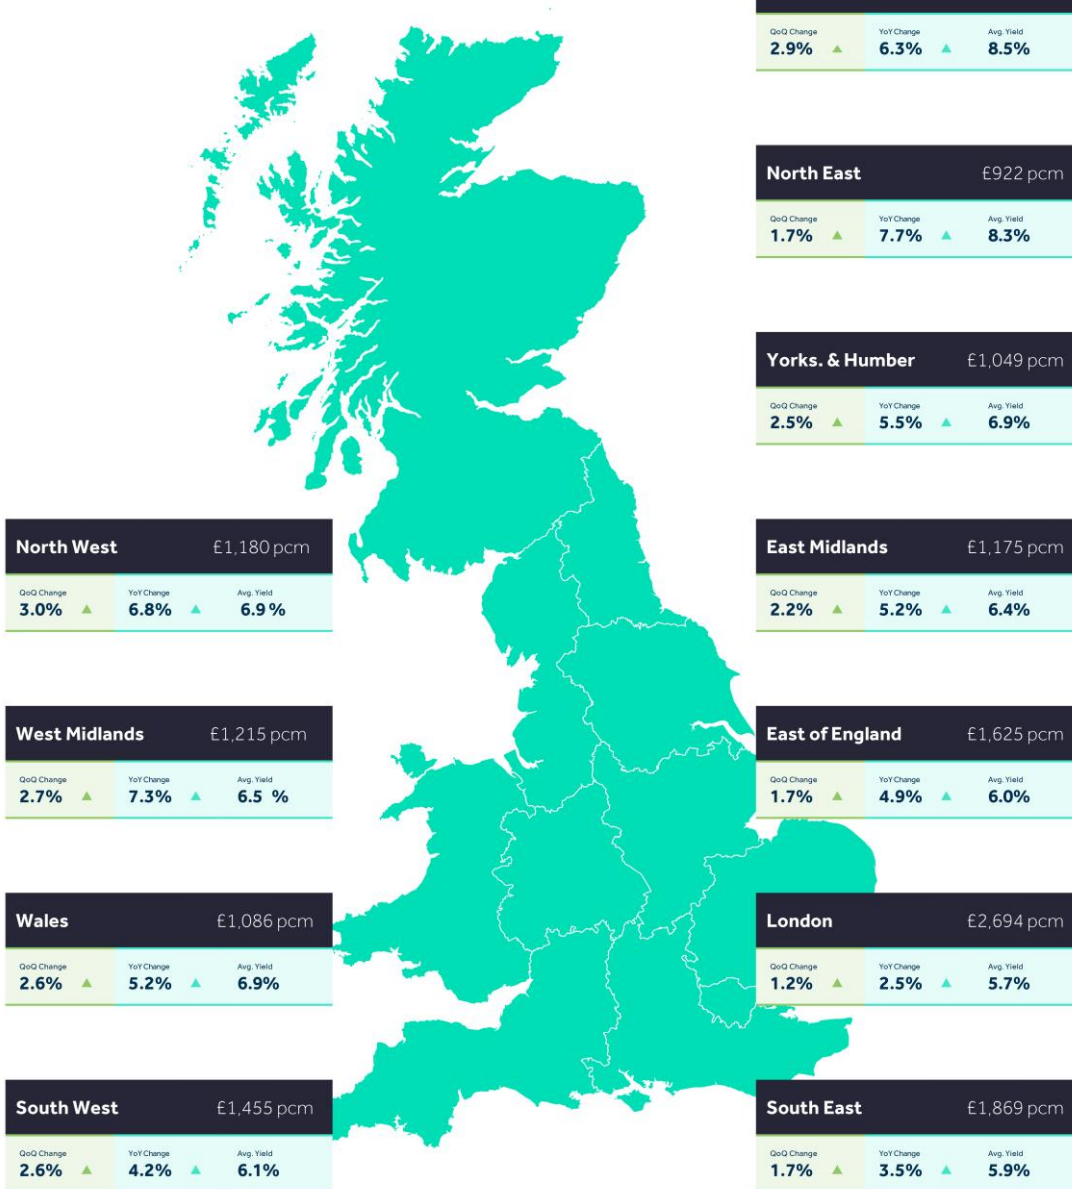 QoQ Change YoY Change Avg. Yield
2.9% 6.3% 8.5%
North East £922 pcm
QoQ Change YoY Change Avg. Yield
1.7% 7.7% 8.3%
Yorks. & Humber £1,049 pcm
QoQ Change YoY Change Avg. Yield
2.5% 5.5% 6.9%
North West £1,180 pcm
QoQ Change YoY Change Avg. Yield
3.0% 6.8% 6.9 %
East Midlands £1,175 pcm
QoQ Change YoY Change Avg. Yield
2.2% 5.2% 6.4%
West Midlands £1,215 pcm
QoQ Change YoY Change Avg. Yield
2.7% 7.3% 6.5 %
East of England £1,625 pcm
QoQ Change YoY Change Avg. Yield
1.7% 4.9% 6.0%
Wales £1,086 pcm
QoQ Change YoY Change Avg. Yield
2.6% 5.2% 6.9%
London £2,694 pcm
QoQ Change YoY Change Avg. Yield
1.2% 2.5% 5.7%
South West £1,455 pcm
QoQ Change YoY Change Avg. Yield
2.6% 4.2% 6.1%
South East £1,869 pcm
QoQ Change YoY Change Avg. Yield
1.7% 3.5% 5.9%